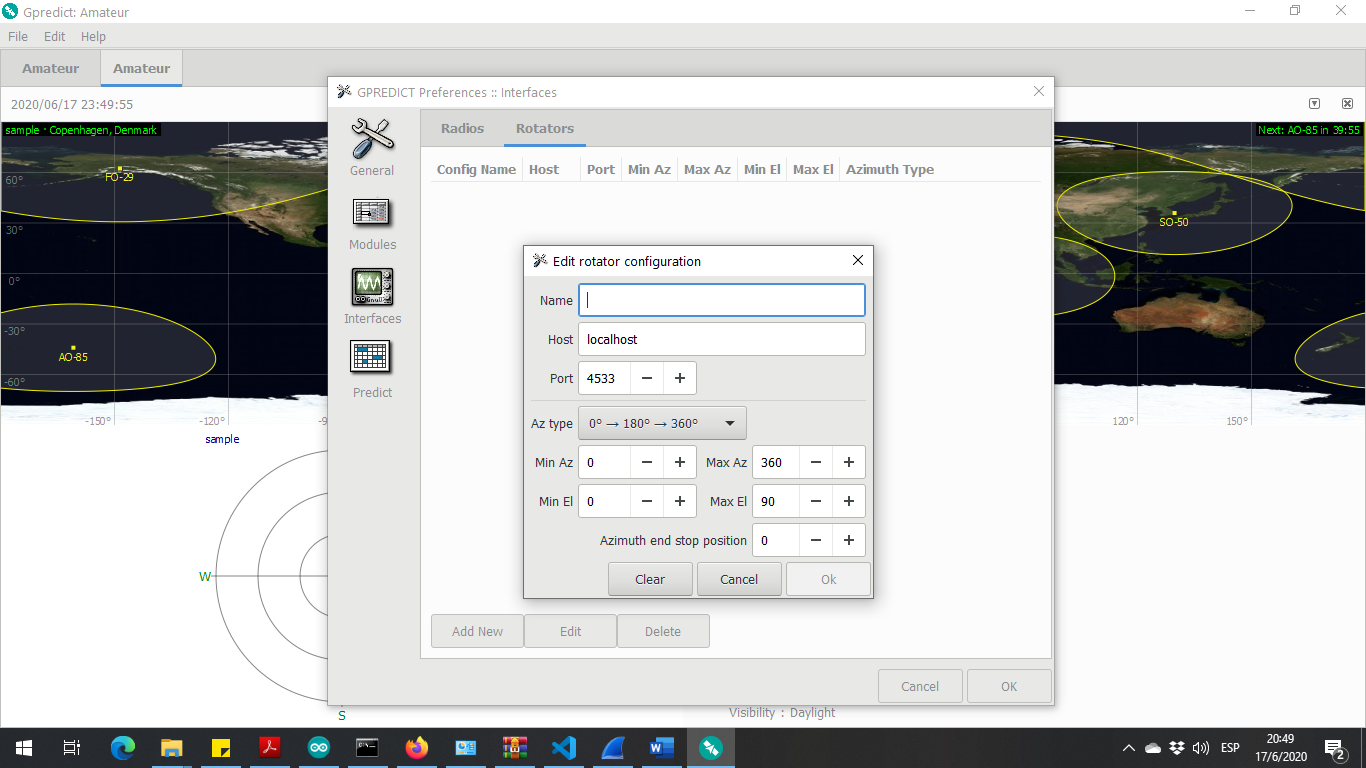 Gpredict: Amateur
File Edit Help
Amateur Amateur
2020/06/17 23:49:55
sample · Copenhagen, Denmark
Next: AO-85 in 39:55
60°
30°
0°
-30°
-60°
FO-29
AO-85
SO-50
-150° -120° -9
120° 150°
sample
W
S
GPREDICT Preferences :: Interfaces
General
Modules
Interfaces
Predict
Radios Rotators
Config Name Host Port Min Az Max Az Min El Max El Azimuth Type
Edit rotator configuration
Name
Host localhost
Port 4533
Az type 0° → 180° → 360°
Min Az 0 Max Az 360
Min El 0 Max El 90
Azimuth end stop position 0
Clear Cancel Ok
Add New Edit Delete
Cancel OK
Visibility : Daylight
ESP
20:49
17/6/2020
2